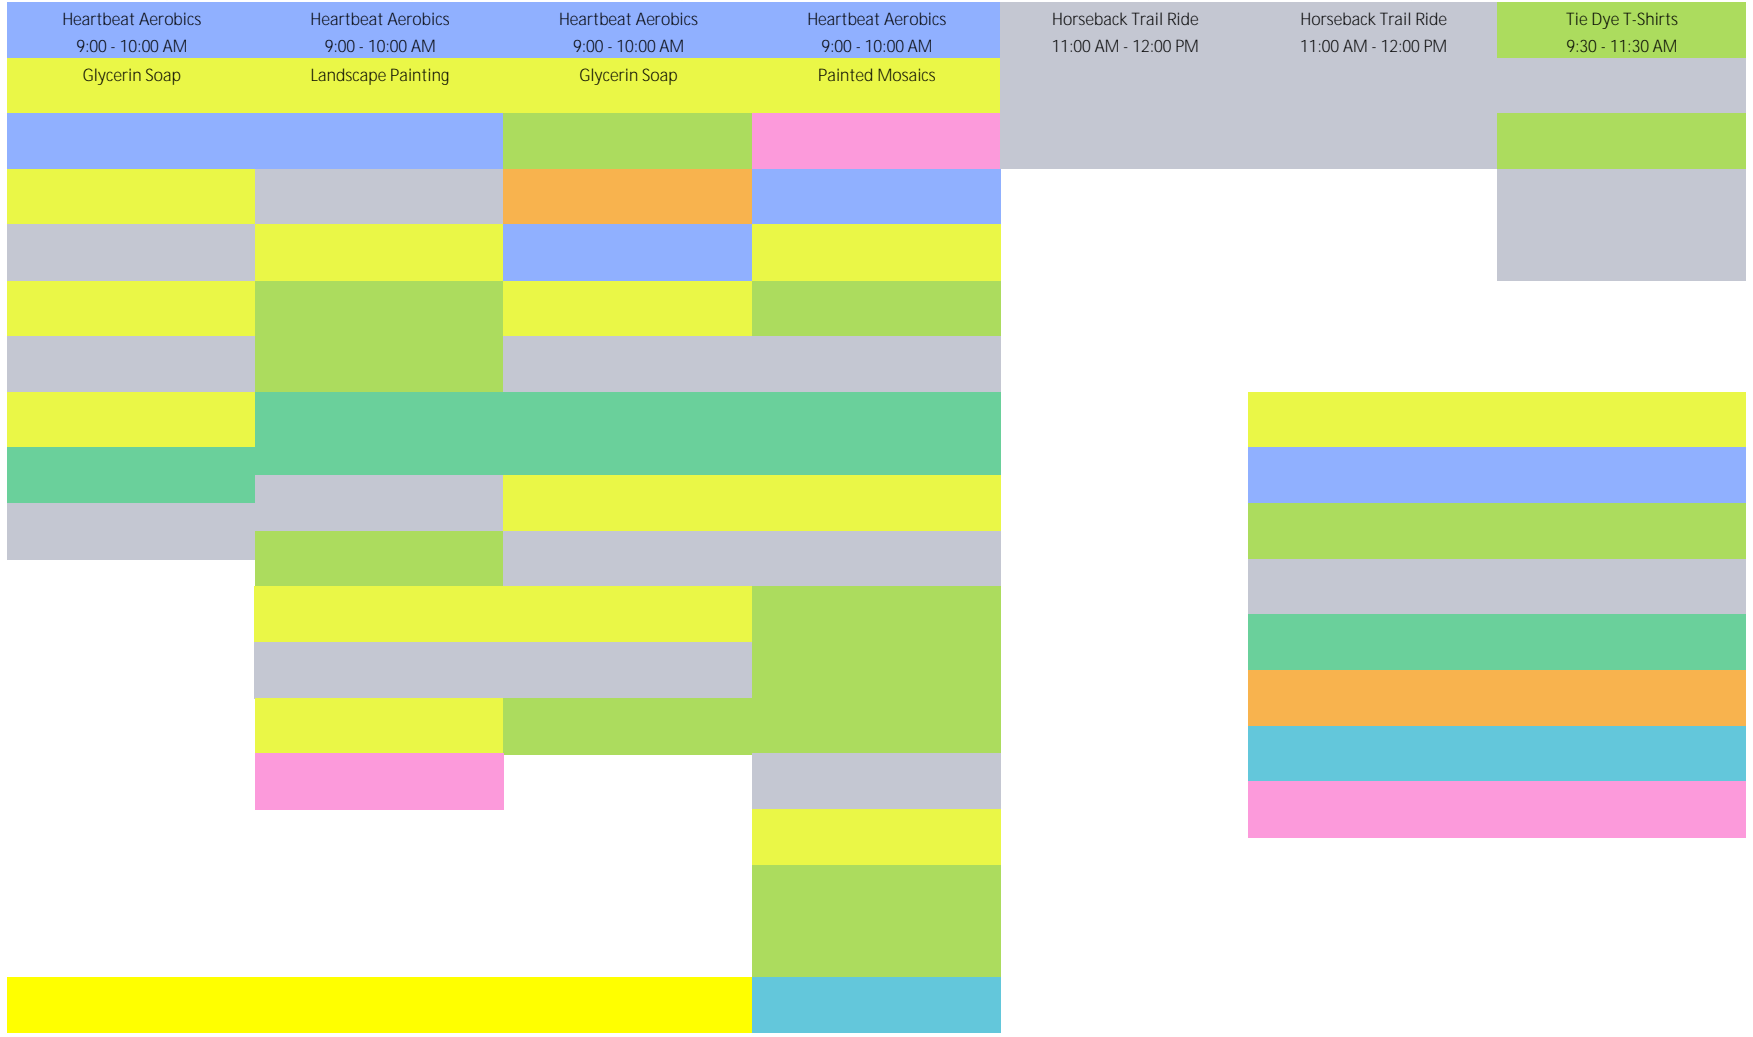 Heartbeat Aerobics Heartbeat Aerobics Heartbeat Aerobics Heartbeat Aerobics Horseback Trail Ride Horseback Trail Ride Tie Dye T-Shirts
9:00 - 10:00 AM 9:00 - 10:00 AM 9:00 - 10:00 AM 9:00 - 10:00 AM 11:00 AM - 12:00 PM 11:00 AM - 12:00 PM 9:30 - 11:30 AM
Glycerin Soap Landscape Painting Glycerin Soap Painted Mosaics